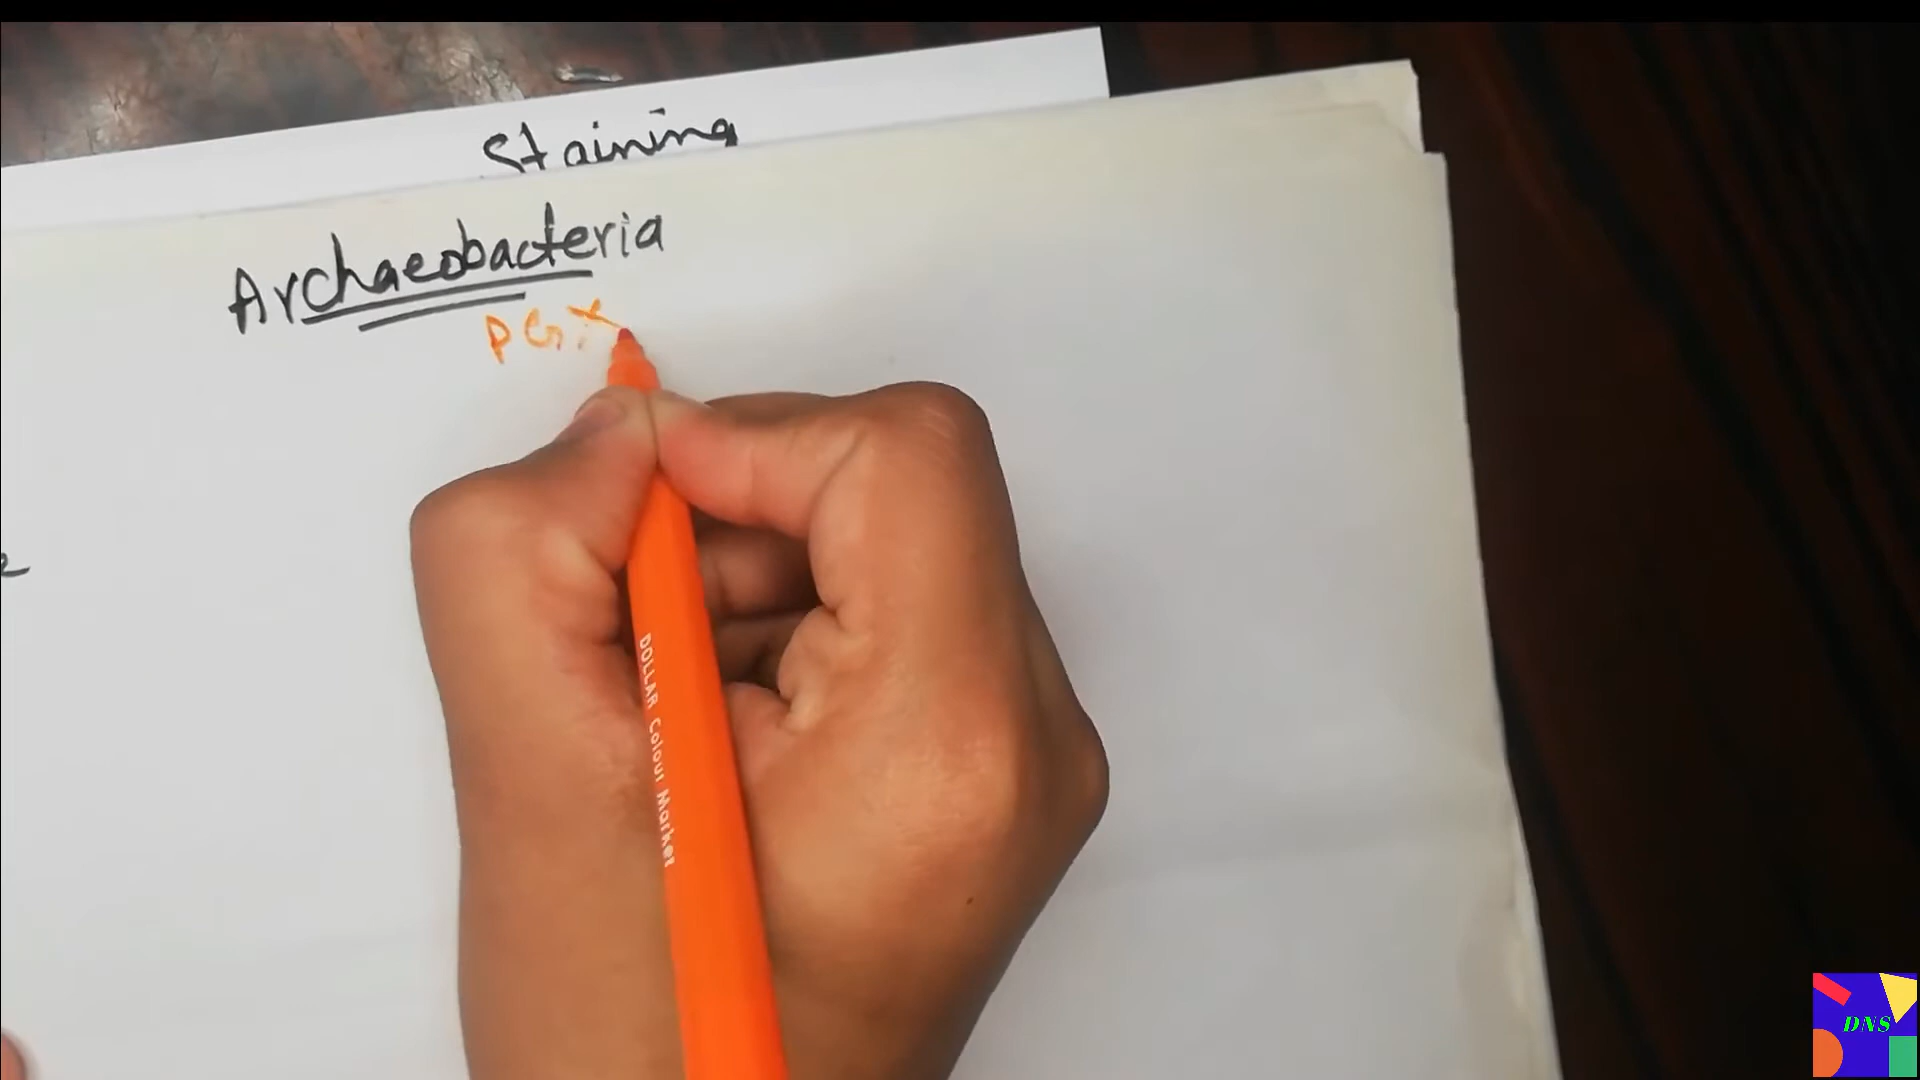 Staining
Archaeobacteria
PG x
DOLLAR Colour Marker
DNS